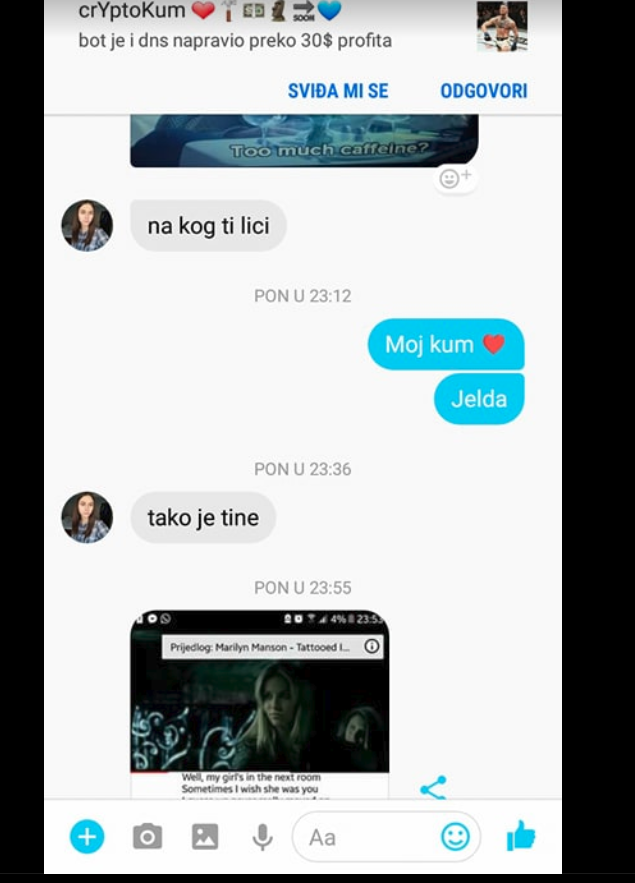 crYptoKum ❤️ 🗿 🔜 💙
bot je i dns napravio preko 30$ profita
SVIĐA MI SE
ODGOVORI
Too much caffeine?
na kog ti lici
PON U 23:12
Moj kum ❤️
Jelda
PON U 23:36
tako je tine
PON U 23:55
4% 23:53
Prijedlog: Marilyn Manson - Tattooed I...
Well, my girl's in the next room
Sometimes I wish she was you
Aa